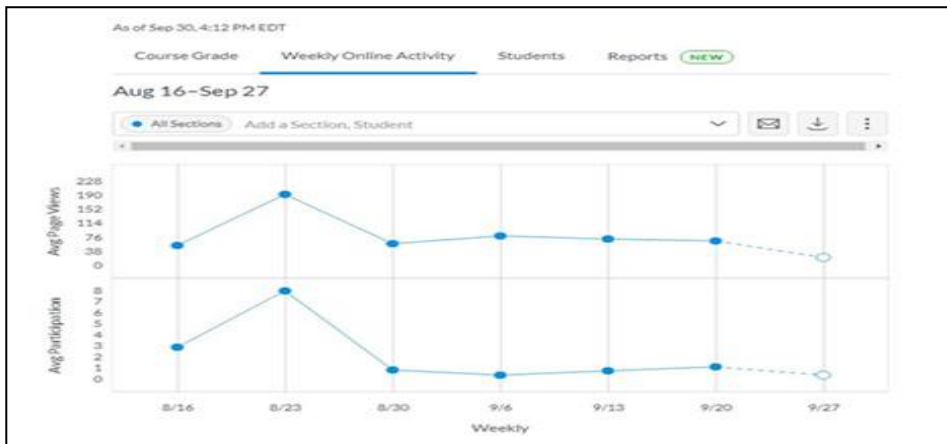 As of Sep 30, 4:12 PM EDT
Course Grade Weekly Online Activity Students Reports NEW
Aug 16–Sep 27
All Sections Add a Section, Student
Avg Page Views
228
190
152
114
76
38
0
Avg Participation
8
7
6
5
4
3
2
1
0
8/16 8/23 8/30 9/6 9/13 9/20 9/27
Weekly